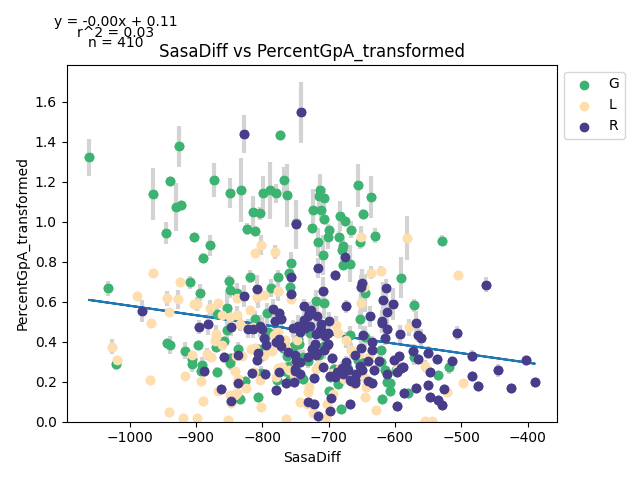 y = -0.00x + 0.11
r^2 = 0.03
n = 410
SasaDiff vs PercentGpA_transformed
G
L
R
PercentGpA_transformed
1.6
1.4
1.2
1.0
0.8
0.6
0.4
0.2
0.0
−1000 −900 −800 −700 −600 −500 −400
SasaDiff